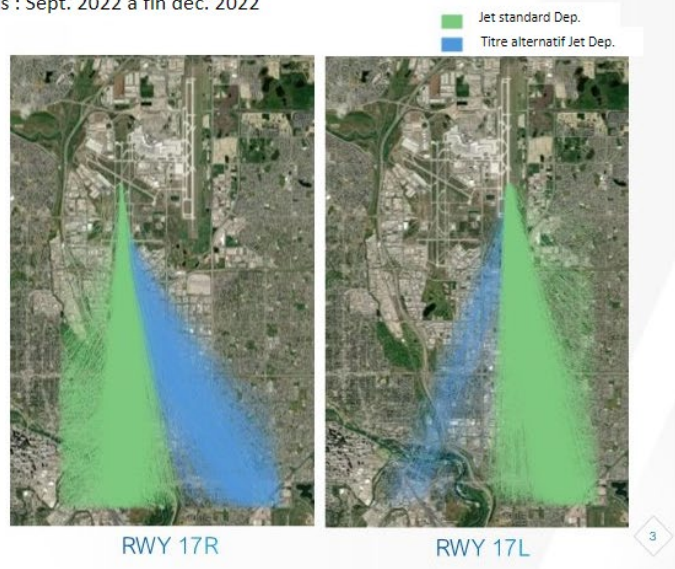 s : Sept. 2022 à fin déc. 2022
Jet standard Dep.
Titre alternatif Jet Dep.
RWY 17R
RWY 17L
3